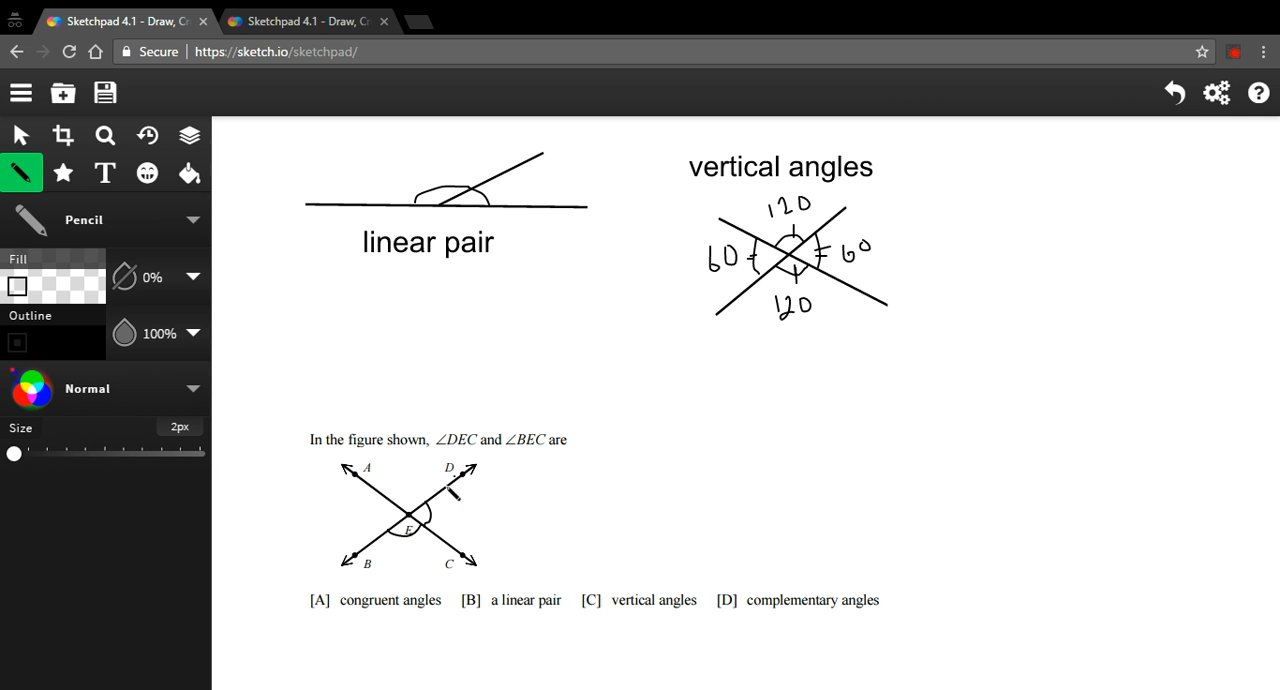 Sketchpad 4.1 - Draw, Cr
Sketchpad 4.1 - Draw, Cr
Secure | https://sketch.io/sketchpad/
Pencil
Fill
0%
Outline
100%
Normal
Size 2px
linear pair
vertical angles
120
60 60
120
In the figure shown, ∠DEC and ∠BEC are
A D
E
B C
[A] congruent angles [B] a linear pair [C] vertical angles [D] complementary angles